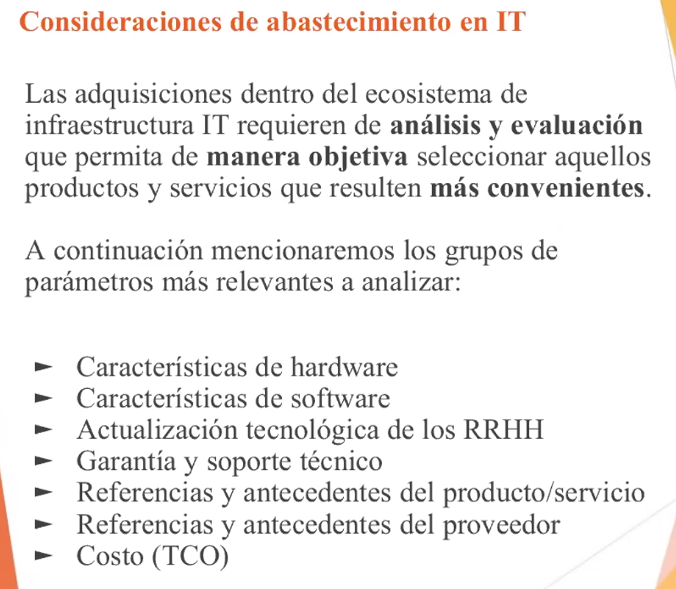 Consideraciones de abastecimiento en IT
Las adquisiciones dentro del ecosistema de
infraestructura IT requieren de análisis y evaluación
que permita de manera objetiva seleccionar aquellos
productos y servicios que resulten más convenientes.
A continuación mencionaremos los grupos de
parámetros más relevantes a analizar:
► Características de hardware
► Características de software
► Actualización tecnológica de los RRHH
► Garantía y soporte técnico
► Referencias y antecedentes del producto/servicio
► Referencias y antecedentes del proveedor
► Costo (TCO)